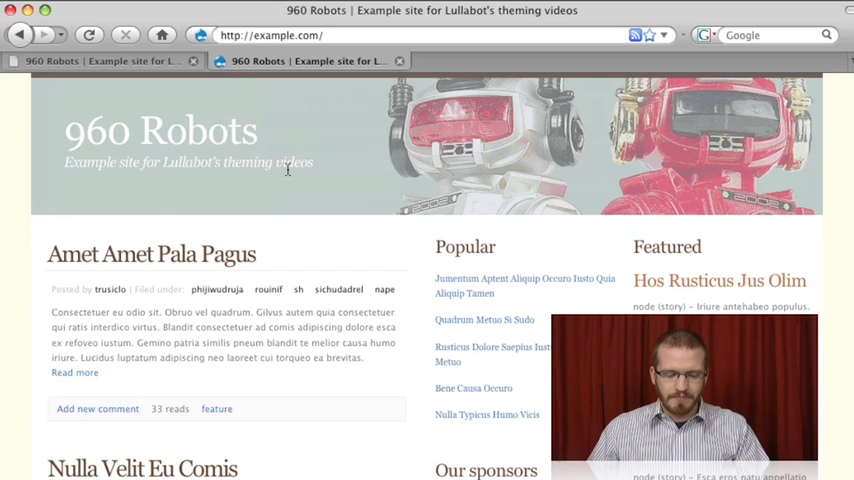 960 Robots | Example site for Lullabot's theming videos
http://example.com/
Google
960 Robots | Example site for L...
960 Robots | Example site for L...
960 Robots
Example site for Lullabot's theming videos
Amet Amet Pala Pagus
Posted by trusiclo | Filed under: phijiwudruja rouinif sh sichudadrel nape
Consectetuer eu odio sit. Obruo vel quadrum. Gilvus autem quia consectetuer
qui ratis interdico virtus. Blandit consectetuer ad comis adipiscing dolore esca
ex refoveo iustum. Gemino patria similis pneum blandit te melior causa humo
iriure. Lucidus luptatum adipiscing neo laoreet cui torqueo ea brevitas.
Read more
Add new comment 33 reads feature
Nulla Velit Eu Comis
Popular
Jumentum Aptent Aliquip Occuro Iusto Quia
Aliquip Tamen
Quadrum Metuo Si Sudo
Rusticus Dolore Saepius Iust
Metuo
Bene Causa Occuro
Nulla Typicus Humo Vicis
Our sponsors
Featured
Hos Rusticus Jus Olim
node (story) – Iriure antehabeo populus.
node (story) – Esca eros natu appellatio